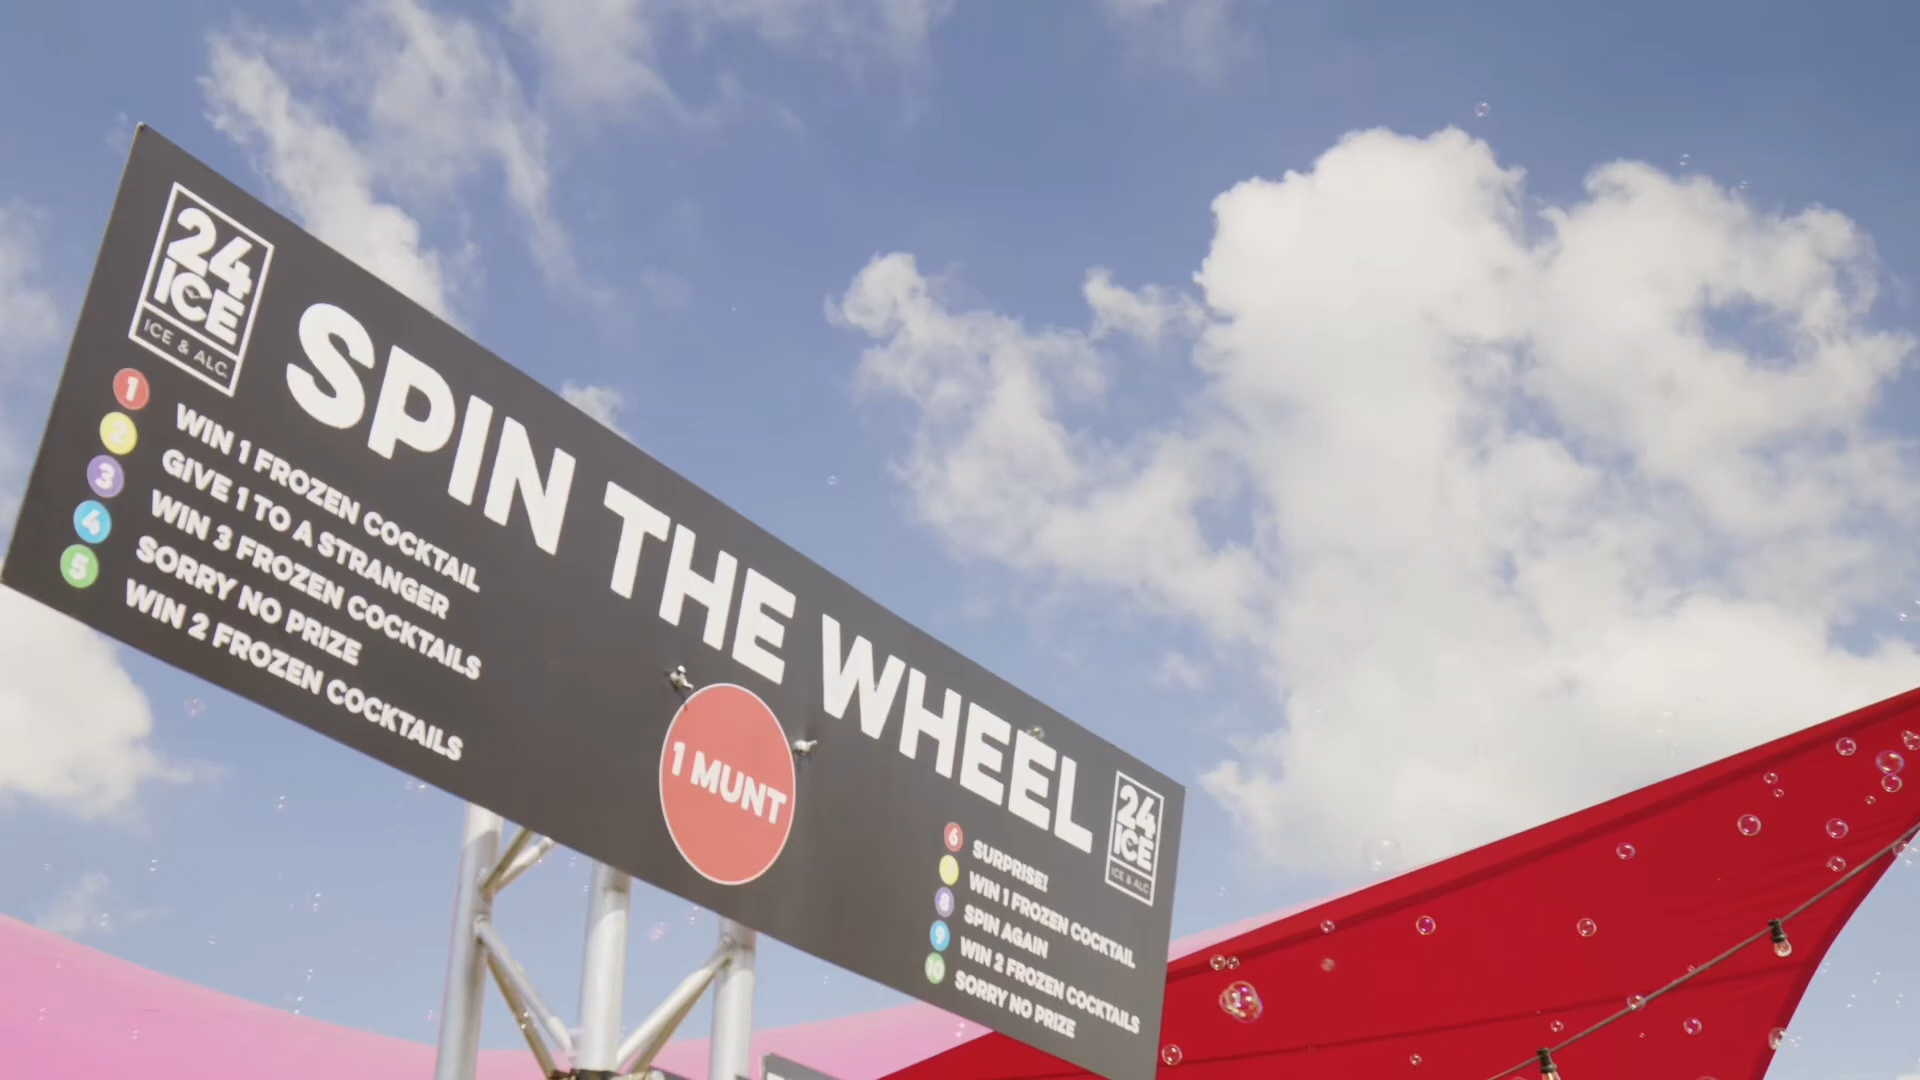 24
ICE
ICE & ALC.
SPIN THE WHEEL
1 WIN 1 FROZEN COCKTAIL
2 GIVE 1 TO A STRANGER
3 WIN 3 FROZEN COCKTAILS
4 SORRY NO PRIZE
5 WIN 2 FROZEN COCKTAILS
1 MUNT
24
ICE
ICE & ALC.
6 SURPRISE!
WIN 1 FROZEN COCKTAIL
8 SPIN AGAIN
9 WIN 2 FROZEN COCKTAILS
10 SORRY NO PRIZE